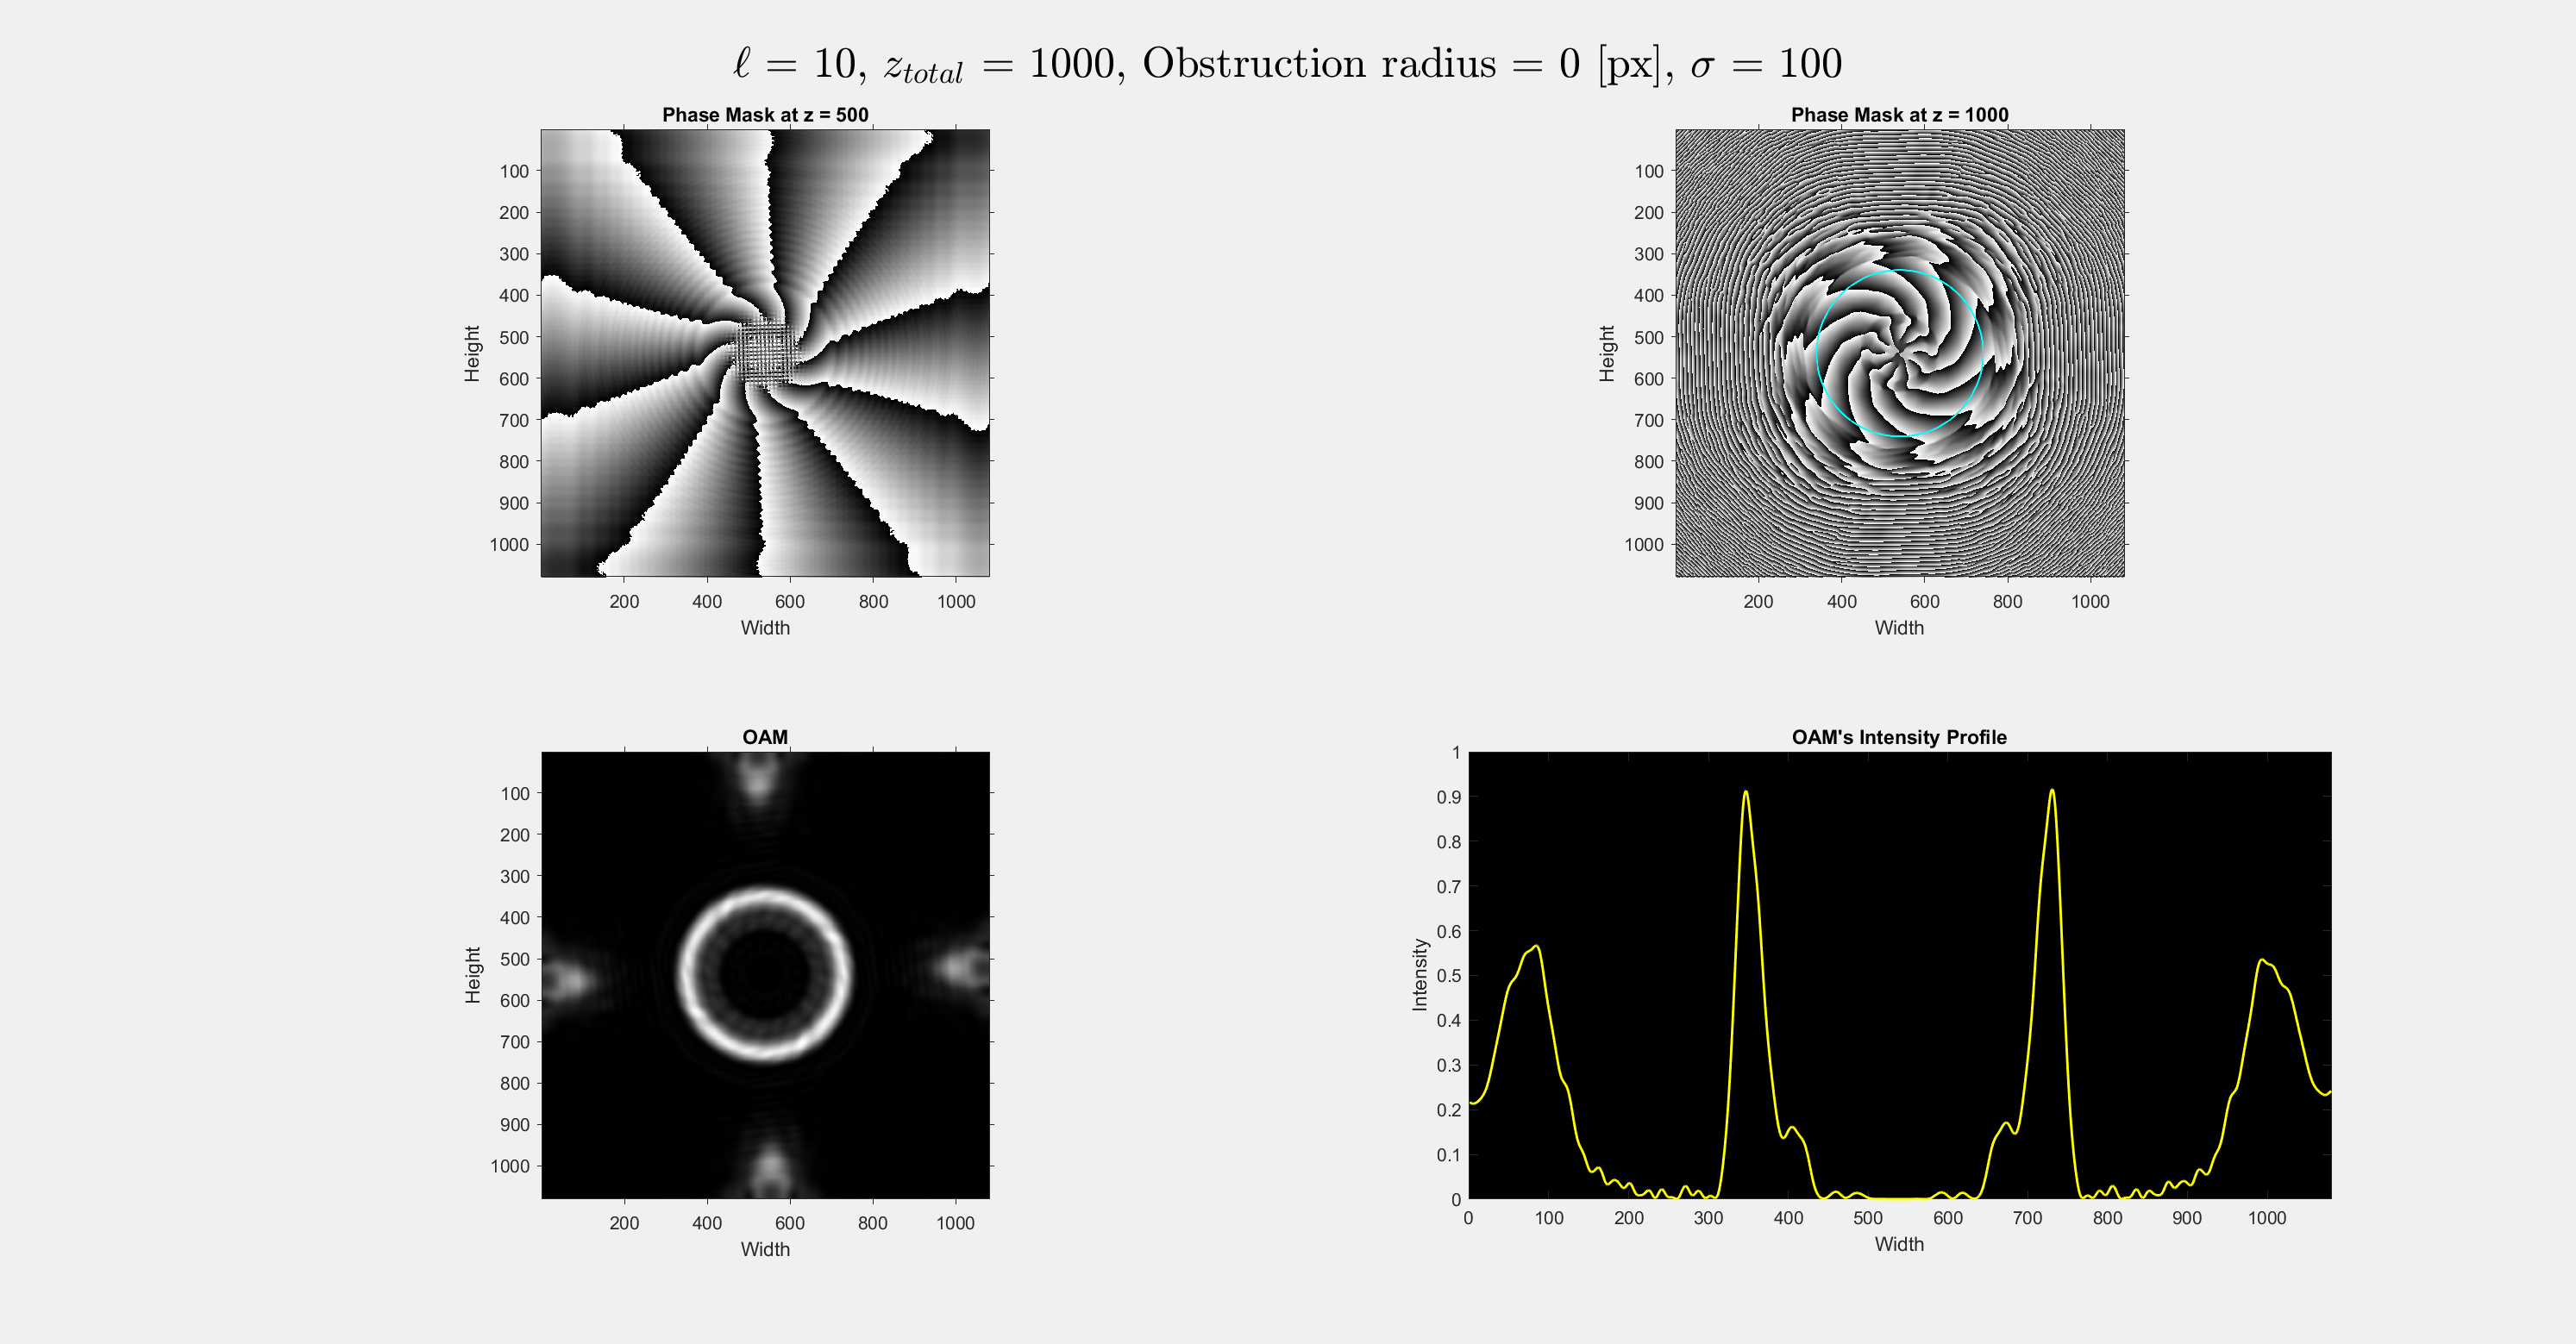 ℓ = 10, z_total = 1000, Obstruction radius = 0 [px], σ = 100
Phase Mask at z = 500
100
200
300
400
500
600
700
800
900
1000
Height
200 400 600 800 1000
Width
Phase Mask at z = 1000
100
200
300
400
500
600
700
800
900
1000
Height
200 400 600 800 1000
Width
OAM
100
200
300
400
500
600
700
800
900
1000
Height
200 400 600 800 1000
Width
OAM's Intensity Profile
1
0.9
0.8
0.7
0.6
0.5
0.4
0.3
0.2
0.1
0
Intensity
0 100 200 300 400 500 600 700 800 900 1000
Width